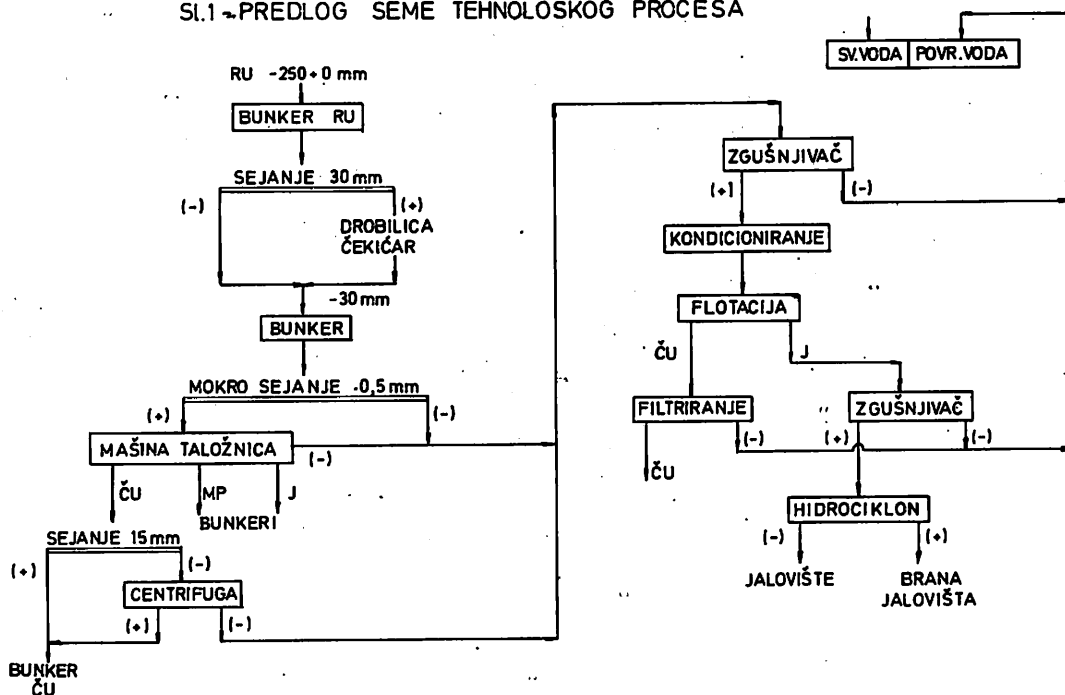 Sl.1 - PREDLOG SEME TEHNOLOSKOG PROCESA
SV.VODA POVR.VODA
RU -250+0 mm
BUNKER RU
SEJANJE 30 mm
(-) (+)
DROBILICA
ČEKIĆAR
-30 mm
BUNKER
MOKRO SEJANJE -0,5 mm
(+) (-)
MAŠINA TALOŽNICA
(-)
ČU MP J
BUNKERI
SEJANJE 15 mm
(+) (-)
CENTRIFUGA
(+) (-)
BUNKER
ČU
ZGUŠNJIVAČ
(+) (-)
KONDICIONIRANJE
FLOTACIJA
ČU J
FILTRIRANJE ZGUŠNJIVAČ
(-) (+) (-)
ČU
HIDROCIKLON
(-) (+)
JALOVIŠTE BRANA
JALOVIŠTA